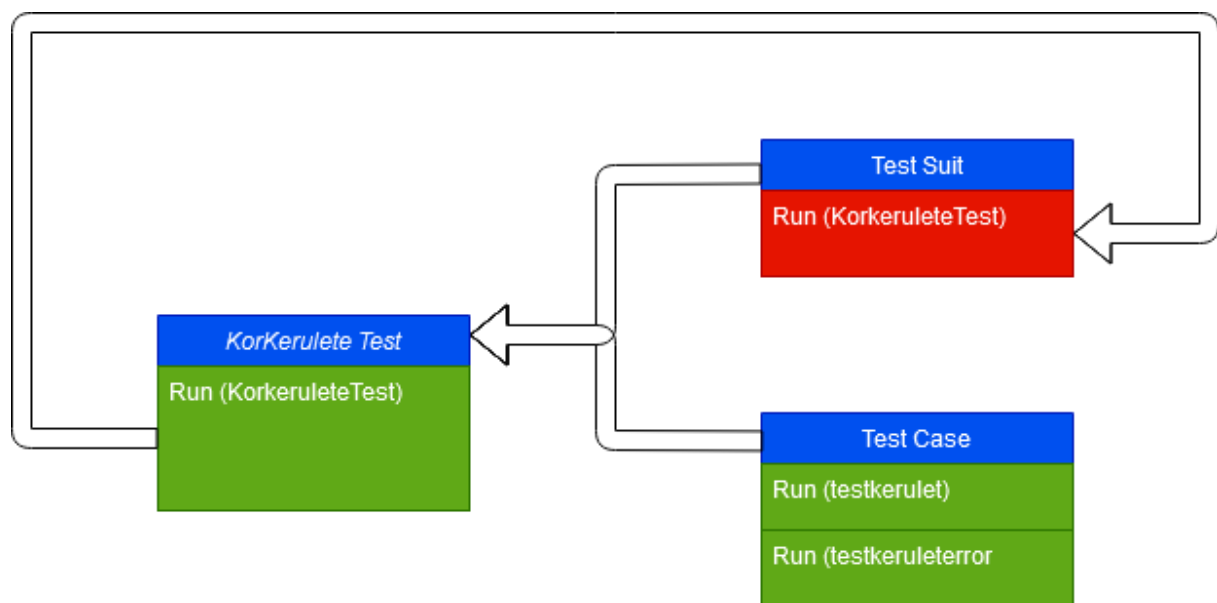 Test Suit
Run (KorkeruleteTest)
KorKerulete Test
Run (KorkeruleteTest)
Test Case
Run (testkerulet)
Run (testkeruleterror